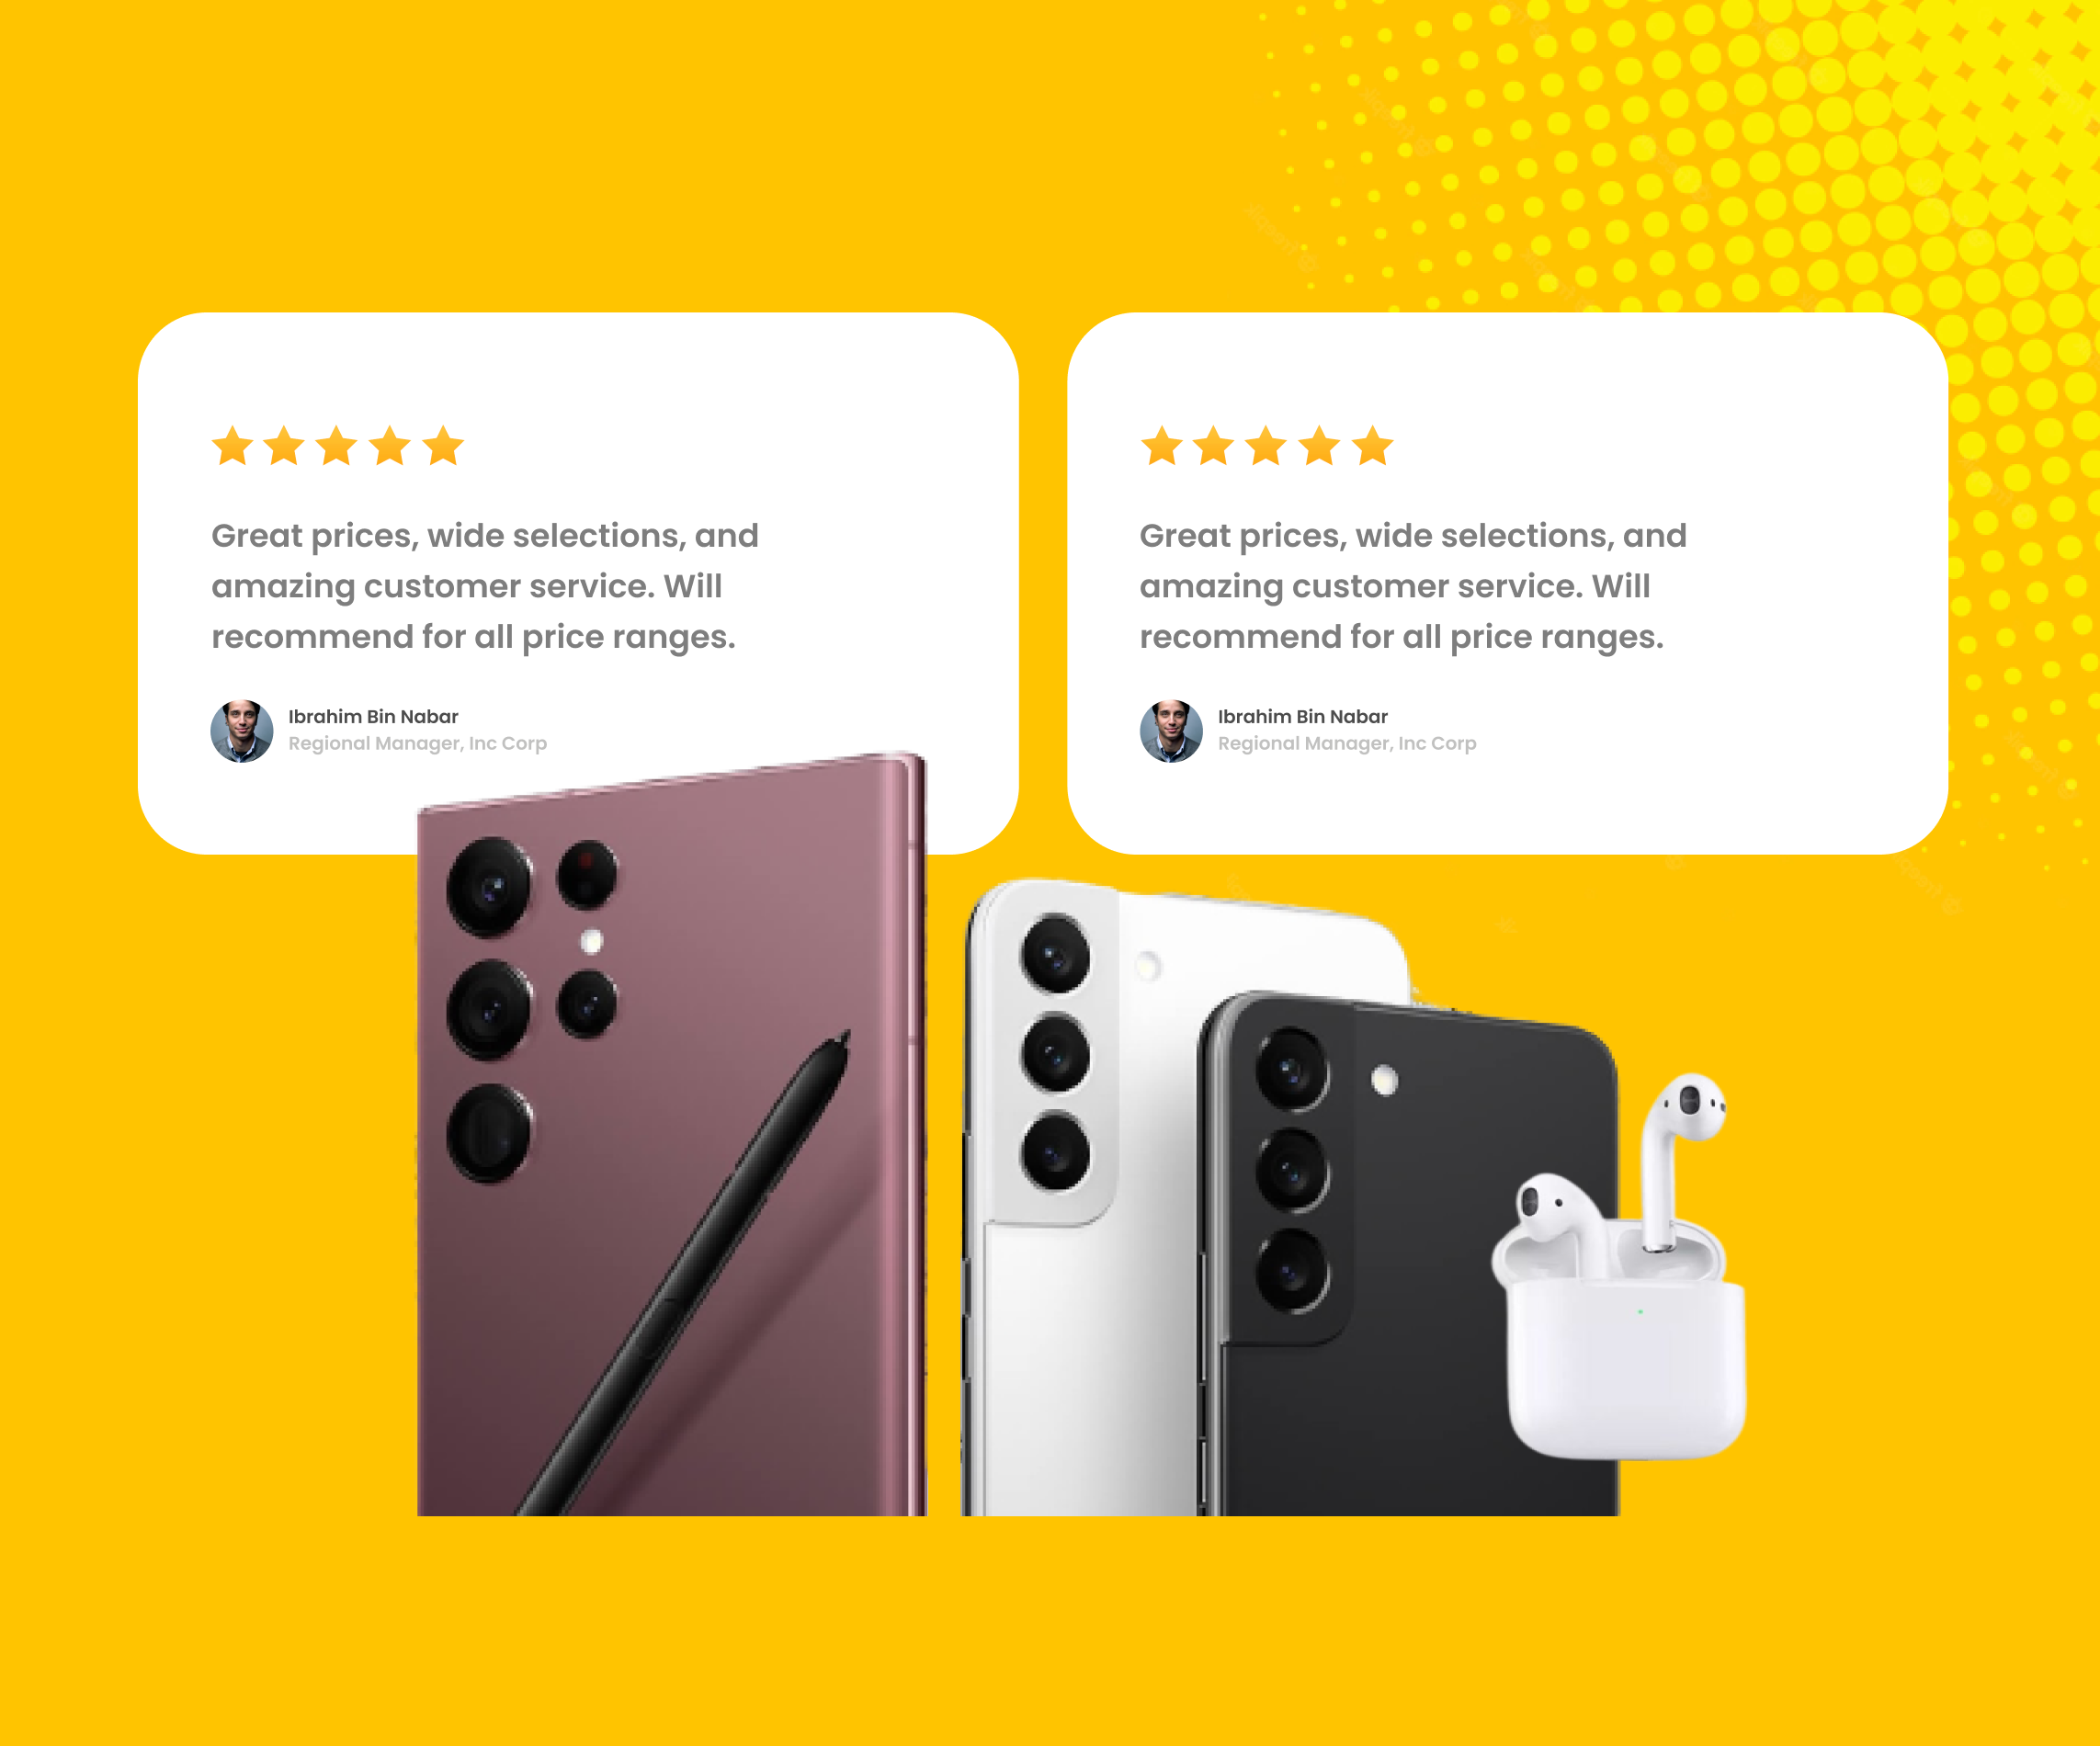 Great prices, wide selections, and
amazing customer service. Will
recommend for all price ranges.
Ibrahim Bin Nabar
Regional Manager, Inc Corp
Great prices, wide selections, and
amazing customer service. Will
recommend for all price ranges.
Ibrahim Bin Nabar
Regional Manager, Inc Corp